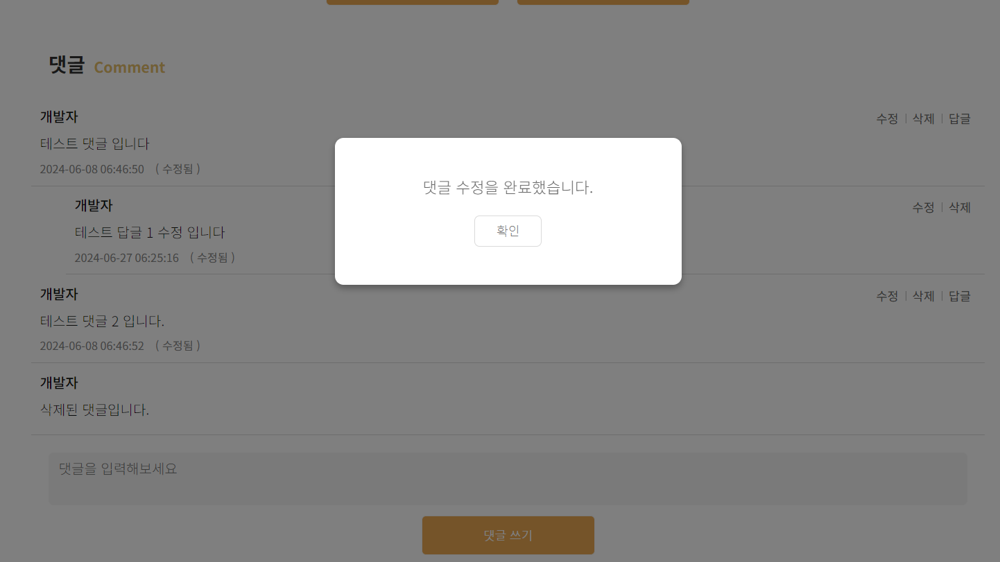 댓글 Comment
개발자
수정 | 삭제 | 답글
테스트 댓글 입니다
2024-06-08 06:46:50 ( 수정됨 )
개발자
수정 | 삭제
테스트 답글 1 수정 입니다
2024-06-27 06:25:16 ( 수정됨 )
댓글 수정을 완료했습니다.
확인
개발자
수정 | 삭제 | 답글
테스트 댓글 2 입니다.
2024-06-08 06:46:52 ( 수정됨 )
개발자
삭제된 댓글입니다.
댓글을 입력해보세요
댓글 쓰기